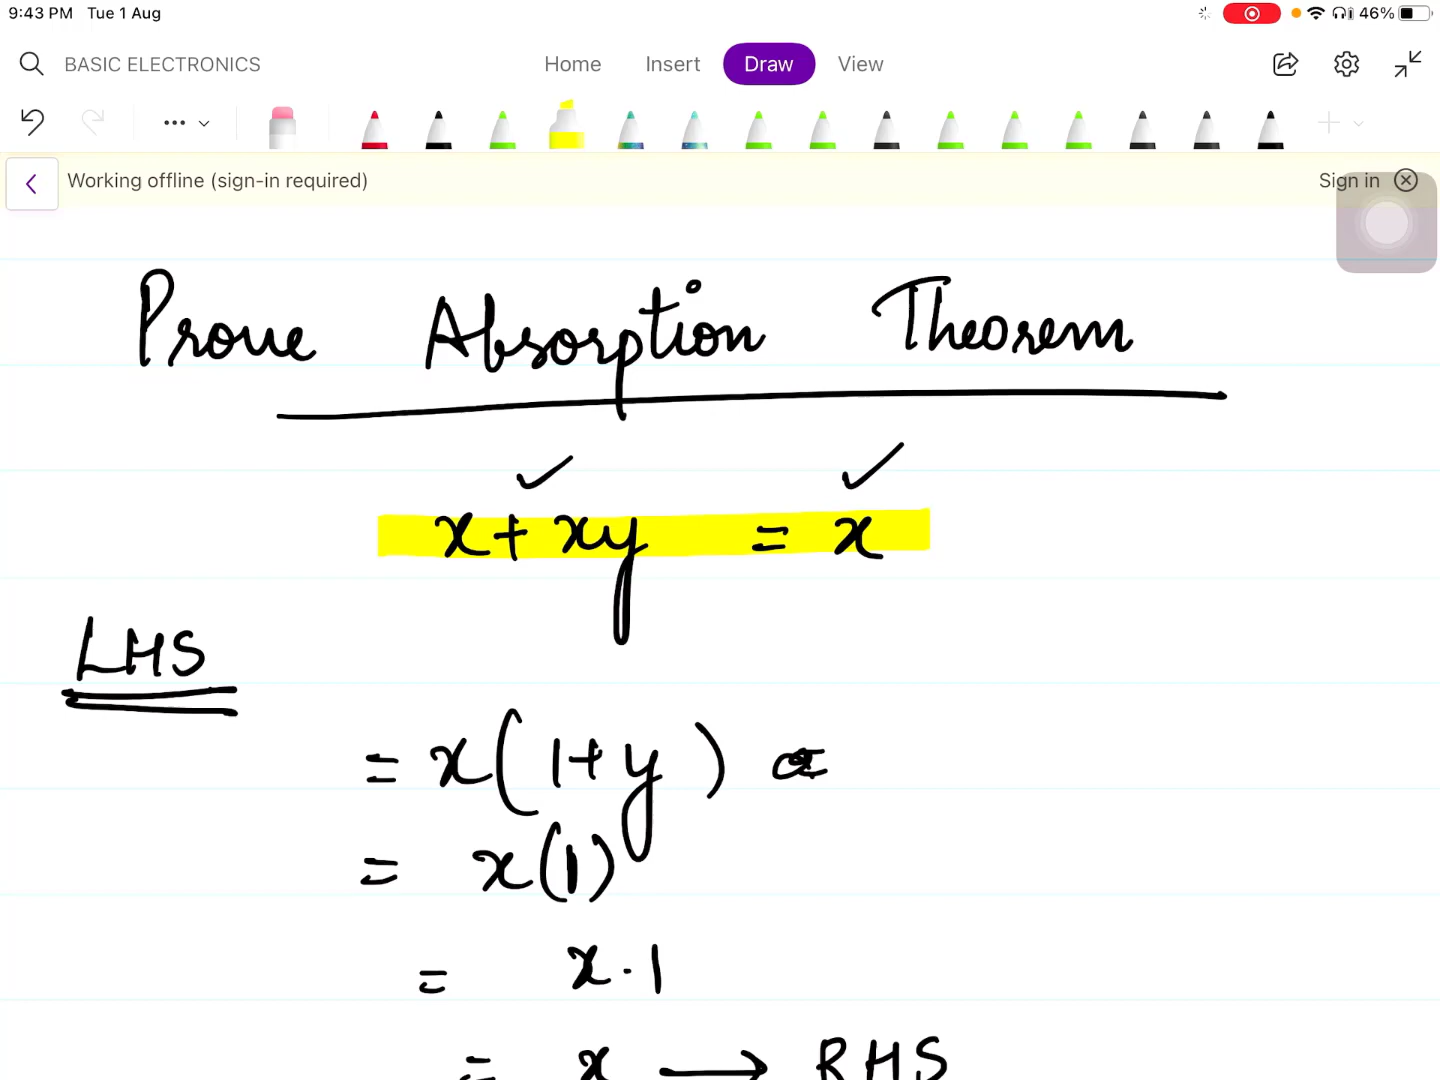 9:43 PM Tue 1 Aug 46%
BASIC ELECTRONICS Home Insert Draw View
Working offline (sign-in required) Sign in
Prove Absorption Theorem
x + xy = x
LHS
= x(1+y)
= x(1)
= x.1
= x → RHS